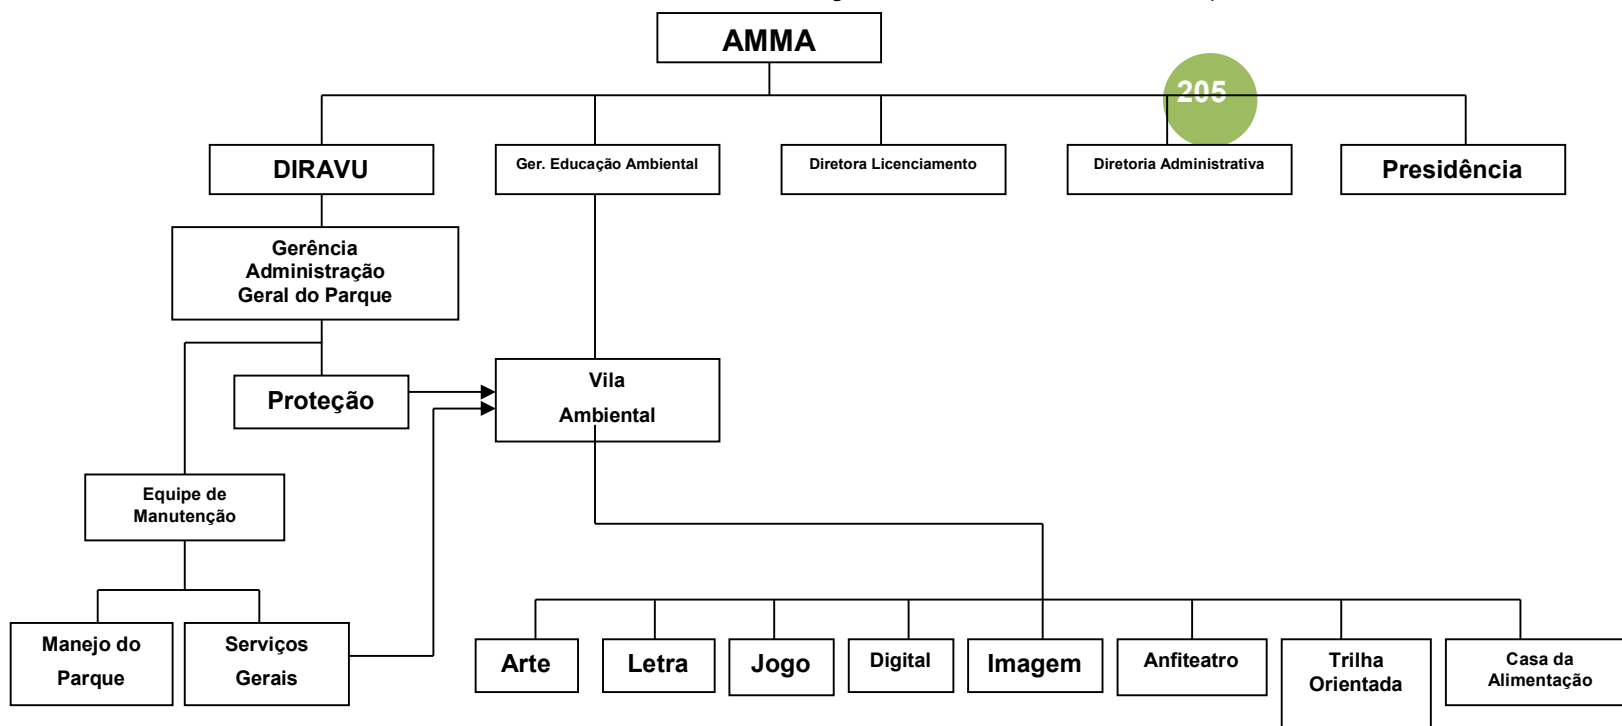 AMMA
205
DIRAVU
Ger. Educação Ambiental
Diretora Licenciamento
Diretoria Administrativa
Presidência
Gerência
Administração
Geral do Parque
Proteção
Vila
Ambiental
Equipe de
Manutenção
Manejo do
Parque
Serviços
Gerais
Arte
Letra
Jogo
Digital
Imagem
Anfiteatro
Trilha
Orientada
Casa da
Alimentação